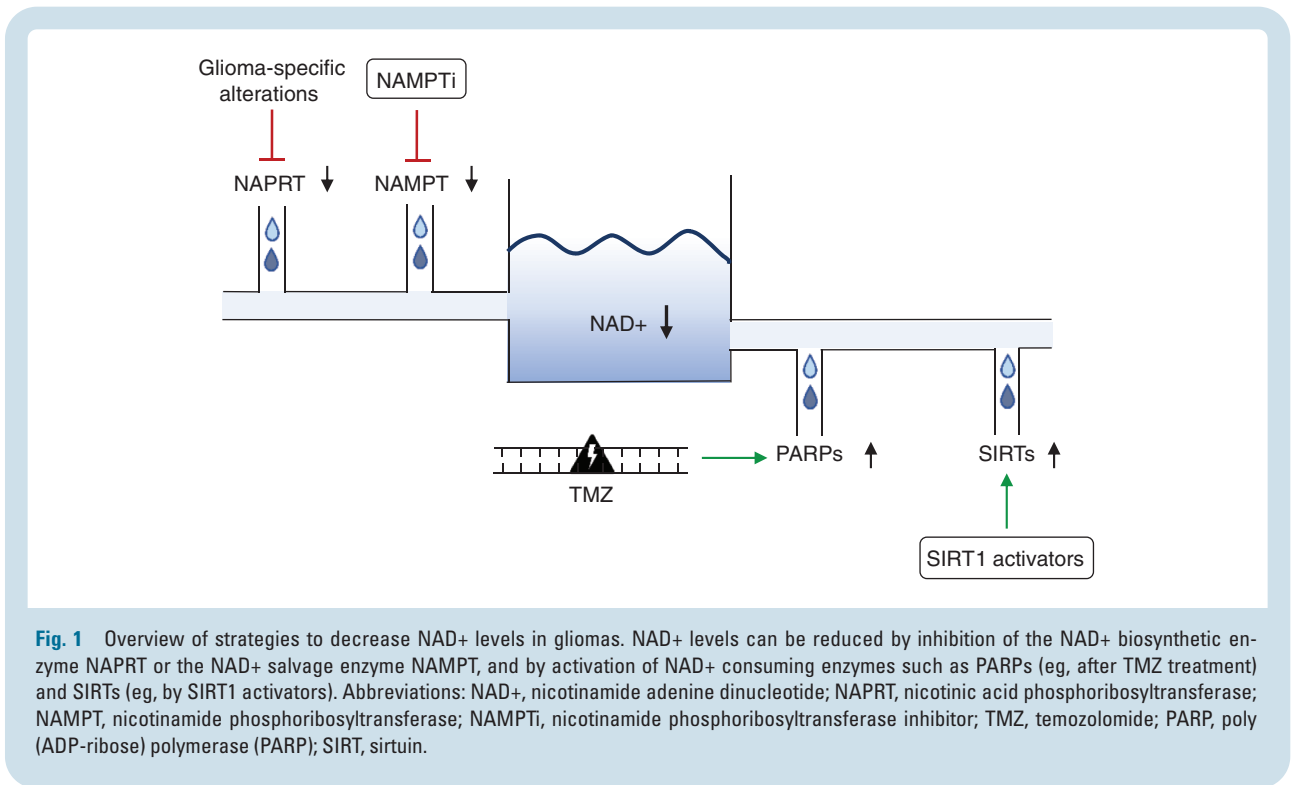 Glioma-specific
alterations
NAMPTi
NAPRT
NAMPT
NAD+
PARPs
SIRTs
TMZ
SIRT1 activators
Fig. 1 Overview of strategies to decrease NAD+ levels in gliomas. NAD+ levels can be reduced by inhibition of the NAD+ biosynthetic en-
zyme NAPRT or the NAD+ salvage enzyme NAMPT, and by activation of NAD+ consuming enzymes such as PARPs (eg, after TMZ treatment)
and SIRTs (eg, by SIRT1 activators). Abbreviations: NAD+, nicotinamide adenine dinucleotide; NAPRT, nicotinic acid phosphoribosyltransferase;
NAMPT, nicotinamide phosphoribosyltransferase; NAMPTi, nicotinamide phosphoribosyltransferase inhibitor; TMZ, temozolomide; PARP, poly
(ADP-ribose) polymerase (PARP); SIRT, sirtuin.